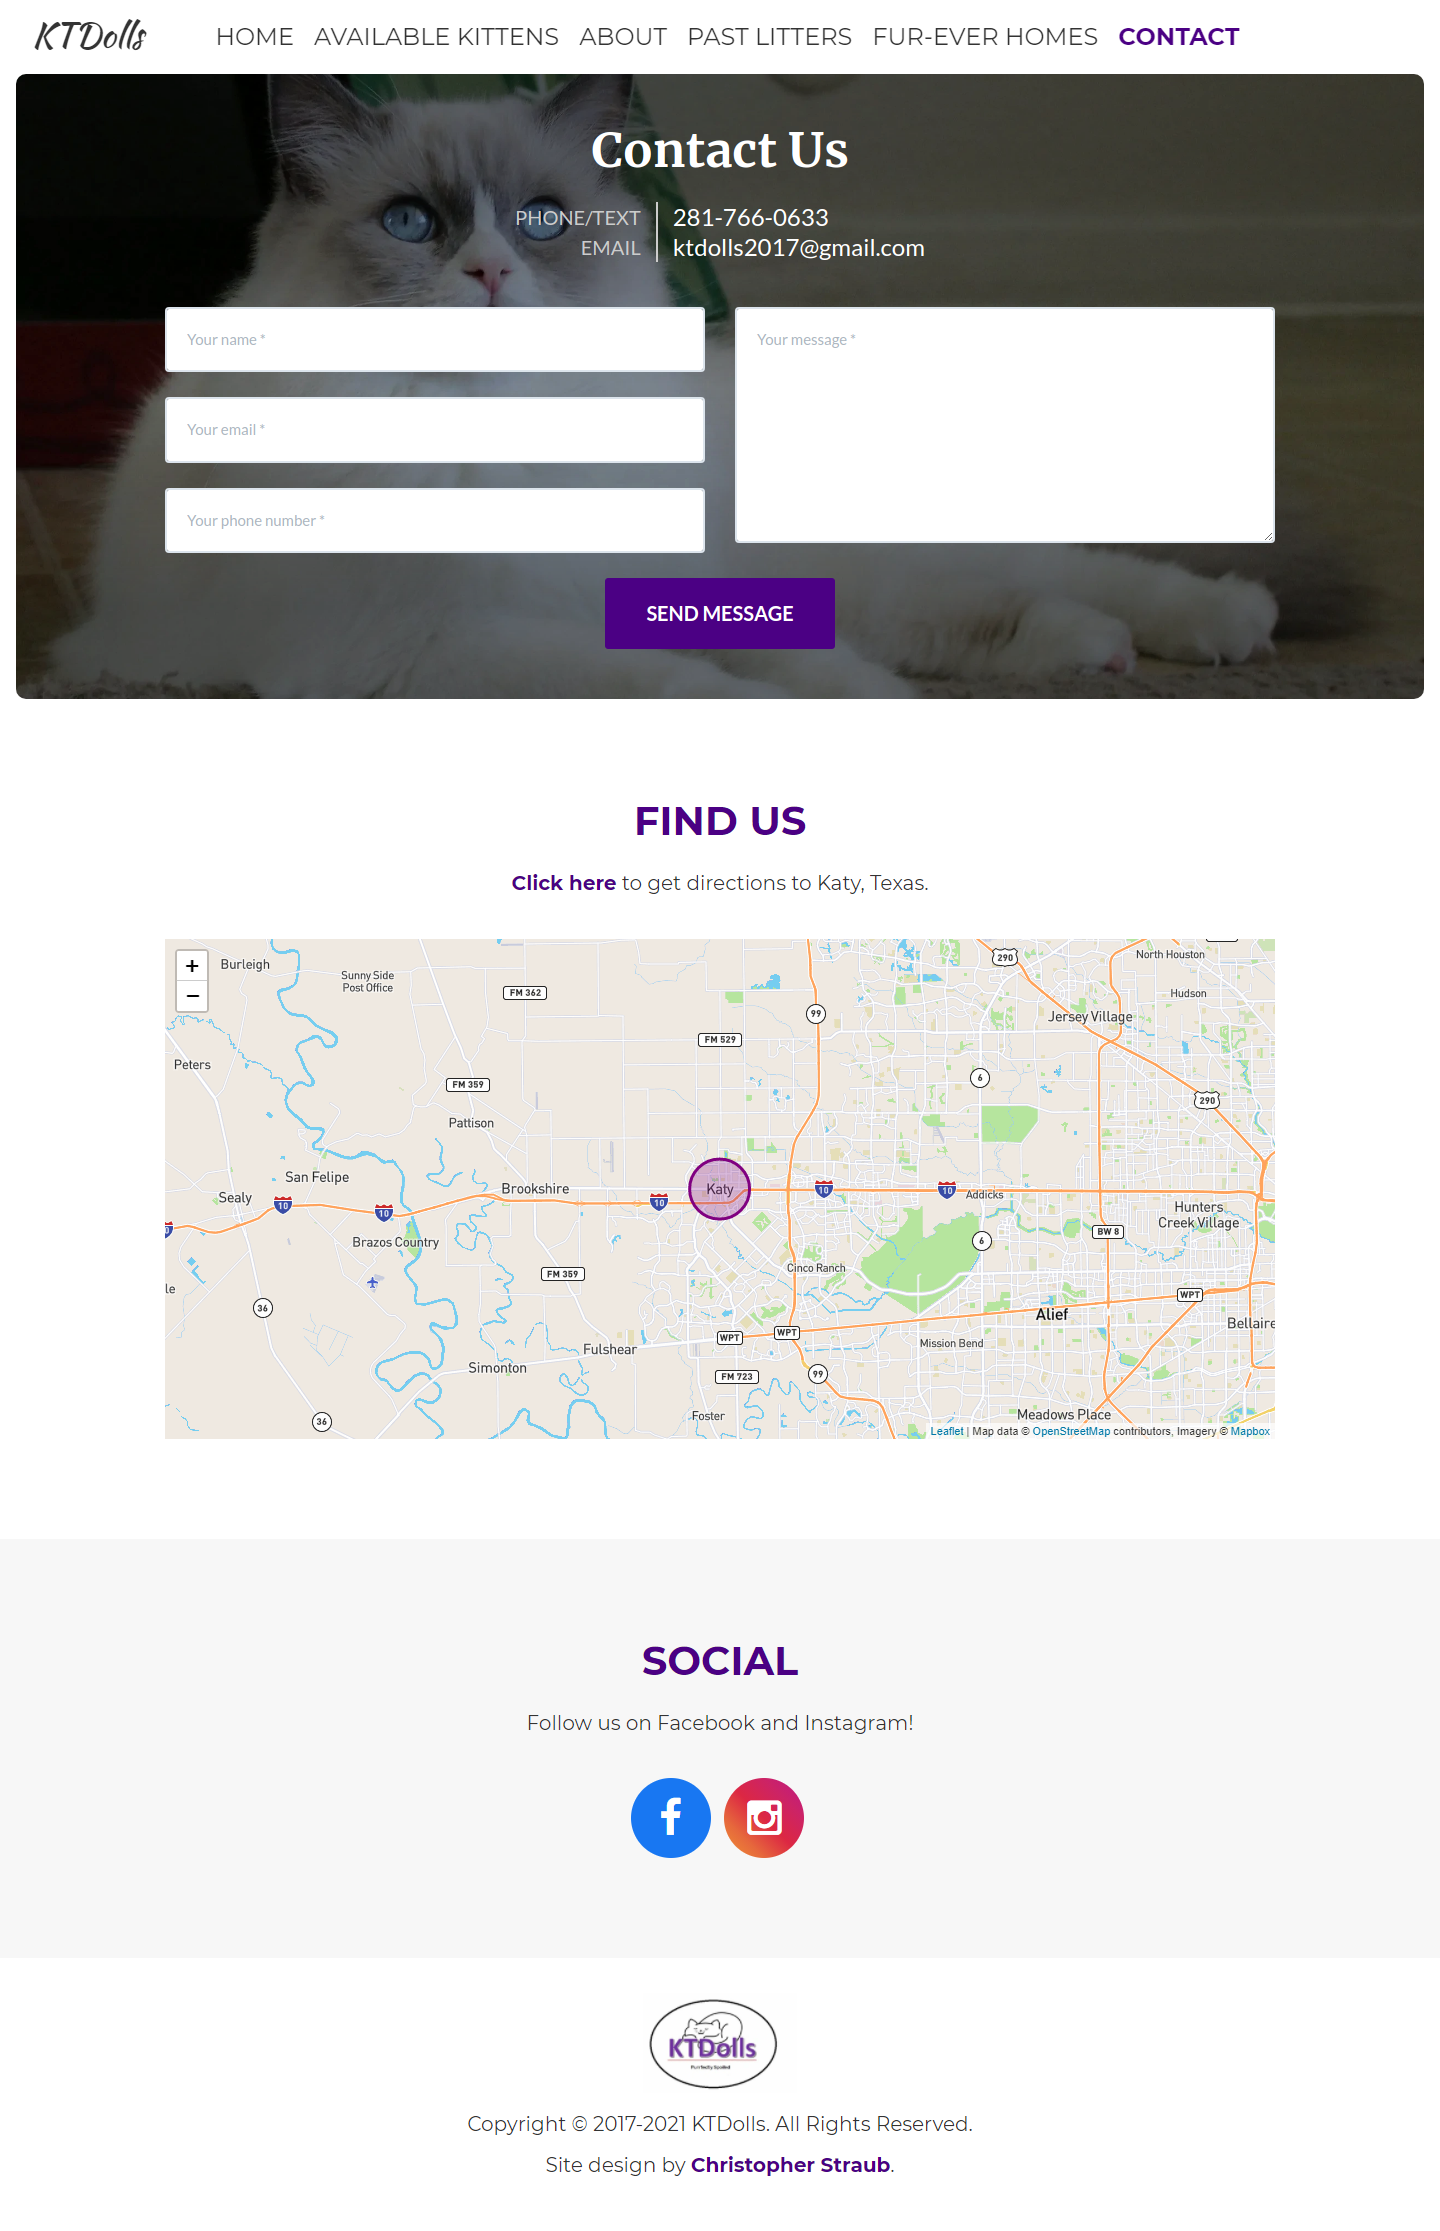 KTDolls
HOME AVAILABLE KITTENS ABOUT PAST LITTERS FUR-EVER HOMES CONTACT
Contact Us
PHONE/TEXT 281-766-0633
EMAIL ktdolls2017@gmail.com
Your name *
Your email *
Your phone number *
Your message *
SEND MESSAGE
FIND US
Click here to get directions to Katy, Texas.
+
−
Burleigh
Sunny Side
Post Office
FM 362
290
North Houston
Hudson
99
Jersey Village
FM 529
Peters
FM 359
6
290
Pattison
San Felipe
Sealy
10
10
Brookshire
10
Katy
10
10
Addicks
Hunters
Creek Village
Brazos Country
6
BW 8
Cinco Ranch
FM 359
le
36
WPT
Alief
Bellaire
WPT
WPT
Fulshear
Mission Bend
Simonton
FM 723
99
36
Foster
Meadows Place
Leaflet | Map data © OpenStreetMap contributors, Imagery © Mapbox
SOCIAL
Follow us on Facebook and Instagram!
KTDolls
Purrfectly Spoiled
Copyright © 2017-2021 KTDolls. All Rights Reserved.
Site design by Christopher Straub.